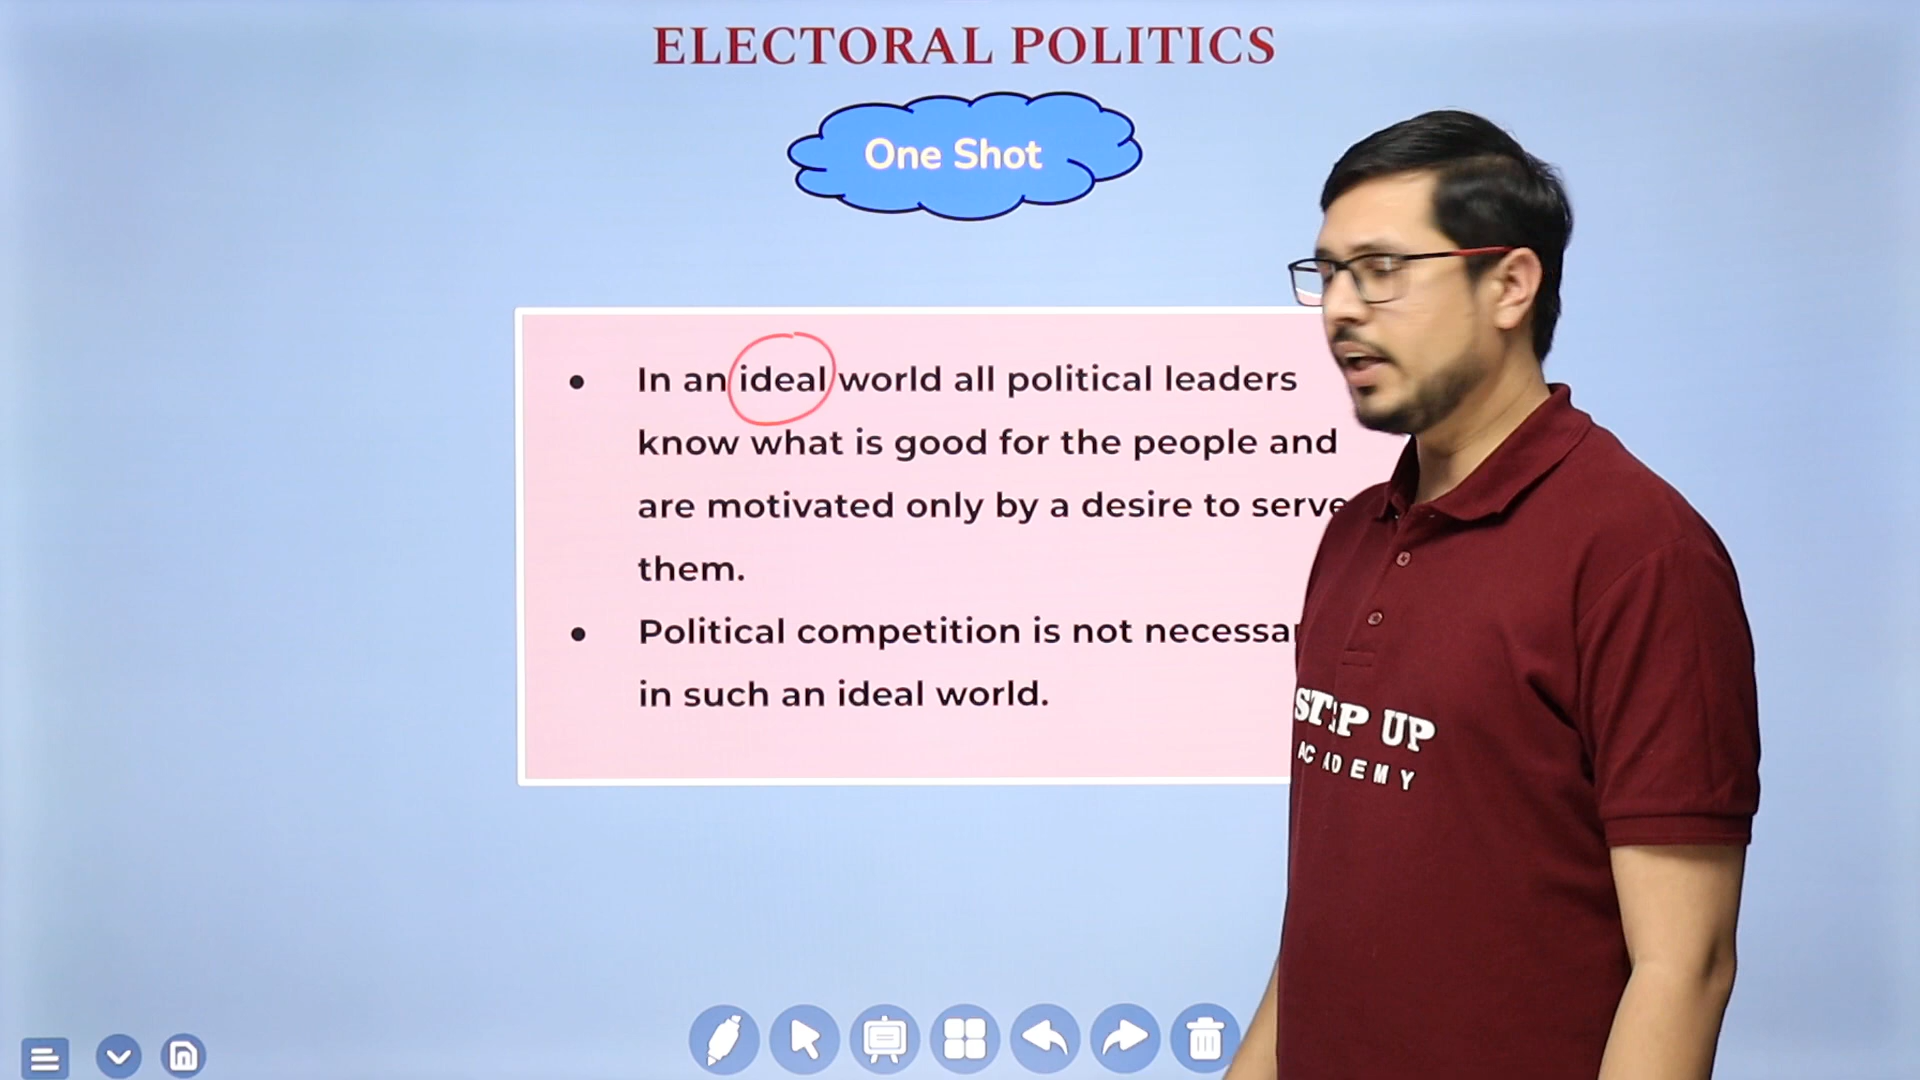 ELECTORAL POLITICS
One Shot
In an ideal world all political leaders
know what is good for the people and
are motivated only by a desire to serve
them.
Political competition is not
in such an ideal world.
STEP UP
ACADEMY